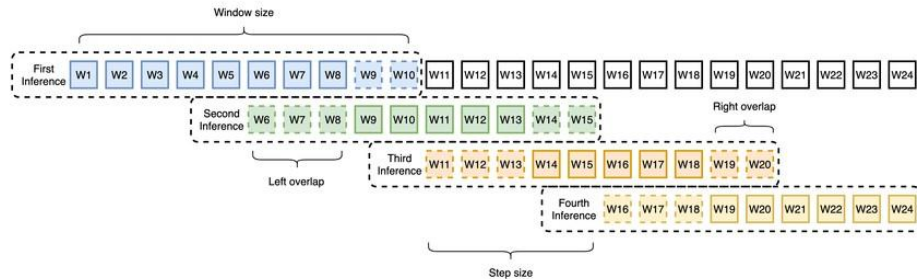 Window size
First Inference W1 W2 W3 W4 W5 W6 W7 W8 W9 W10 W11 W12 W13 W14 W15 W16 W17 W18 W19 W20 W21 W22 W23 W24
Second Inference W6 W7 W8 W9 W10 W11 W12 W13 W14 W15
Right overlap
Left overlap
Third Inference W11 W12 W13 W14 W15 W16 W17 W18 W19 W20
Fourth Inference W16 W17 W18 W19 W20 W21 W22 W23 W24
Step size